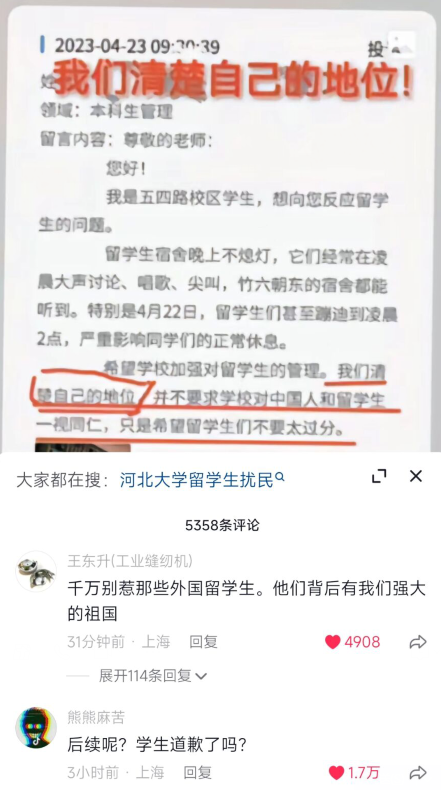 2023-04-23 09:20:39
我们清楚自己的地位!
领域：本科生管理
留言内容：尊敬的老师：
您好！
我是五四路校区学生，想向您反应留学
生的问题。
留学生宿舍晚上不熄灯，它们经常在凌
晨大声讨论、唱歌、尖叫，竹六朝东的宿舍都能
听到。特别是4月22日，留学生们甚至蹦迪到凌晨
2点，严重影响同学们的正常休息。
希望学校加强对留学生的管理。我们清
楚自己的地位，并不要求学校对中国人和留学生
一视同仁，只是希望留学生们不要太过分。
大家都在搜：河北大学留学生扰民
5358条评论
王东升(工业缝纫机)
千万别惹那些外国留学生。他们背后有我们强大
的祖国
31分钟前 · 上海 回复 4908
展开114条回复
熊熊麻苦
后续呢？学生道歉了吗？
3小时前 · 上海 回复 1.7万